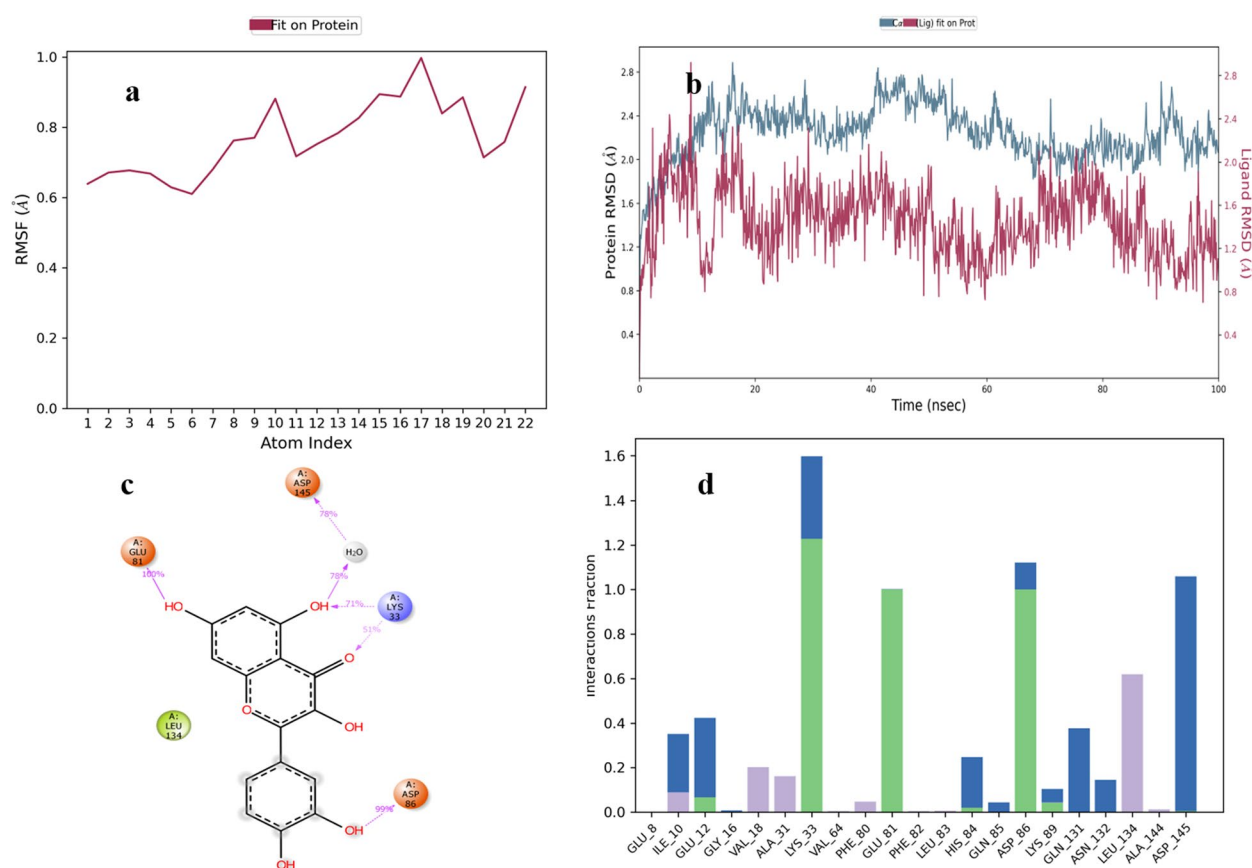 Fit on Protein
a
RMSF (Å)
1.0
0.8
0.6
0.4
0.2
0.0
1 2 3 4 5 6 7 8 9 10 11 12 13 14 15 16 17 18 19 20 21 22
Atom Index
Cα (Lig) fit on Prot
b
Protein RMSD (Å)
2.8
2.4
2.0
1.6
1.2
0.8
0.4
Ligand RMSD (Å)
2.8
2.4
2.0
1.6
1.2
0.8
0.4
0 20 40 60 80 100
Time (nsec)
c
A:
ASP
145
78%
A:
GLU
81
100%
H₂O
78%
HO
OH
71%
A:
LYS
33
51%
O
O
OH
A:
LEU
134
A:
ASP
86
99%
OH
OH
d
Interactions Fraction
1.6
1.4
1.2
1.0
0.8
0.6
0.4
0.2
0.0
GLU_8 ILE_10 GLU_12 GLY_16 VAL_18 ALA_31 LYS_33 VAL_64 PHE_80 GLU_81 PHE_82 LEU_83 HIS_84 GLN_85 ASP_86 LYS_89 GLN_131 ASN_132 LEU_134 ALA_144 ASP_145